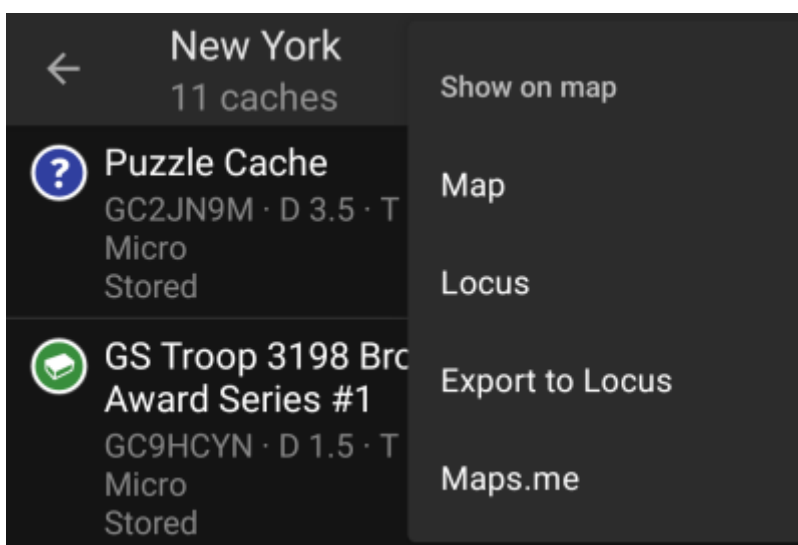 New York
11 caches
Puzzle Cache
GC2JN9M · D 3.5 · T
Micro
Stored
GS Troop 3198
Award Series #1
GC9HCYN · D 1.5 · T
Micro
Stored
Show on map
Map
Locus
Export to Locus
Maps.me